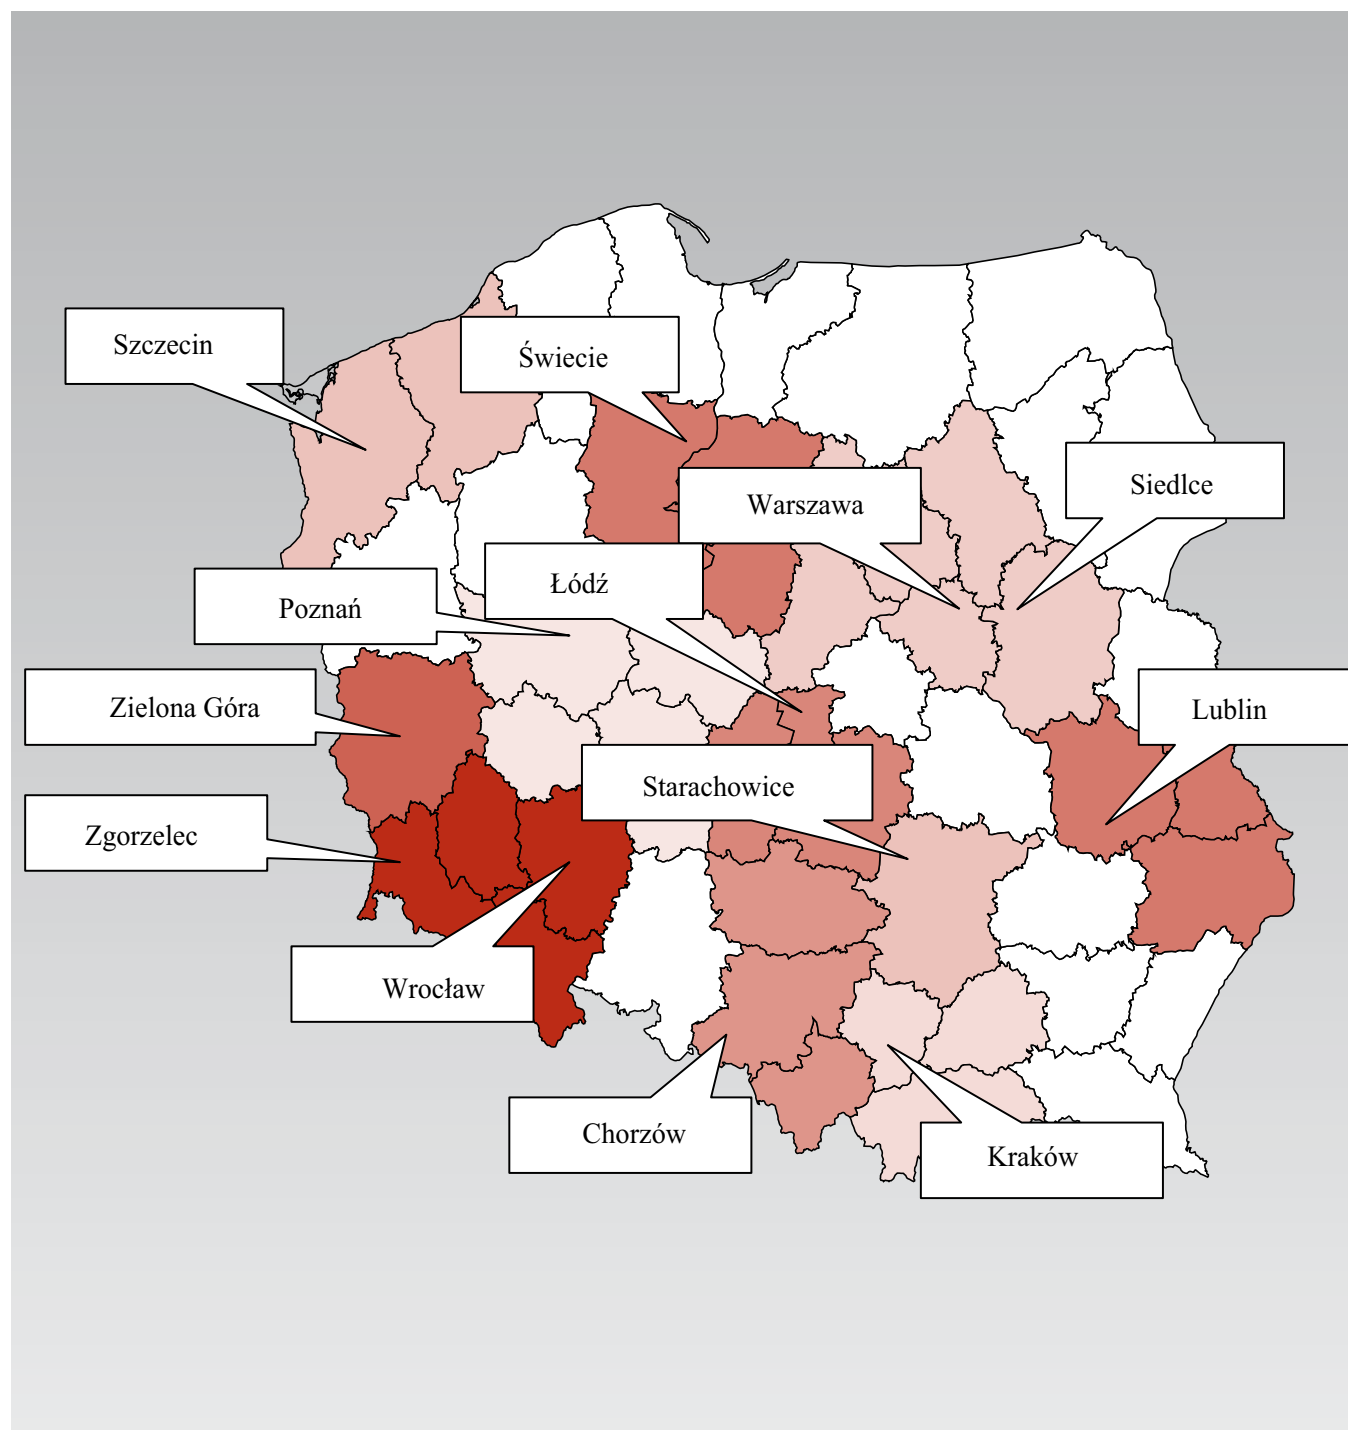 Szczecin
Świecie
Siedlce
Warszawa
Łódź
Poznań
Zielona Góra
Lublin
Starachowice
Zgorzelec
Wrocław
Chorzów
Kraków